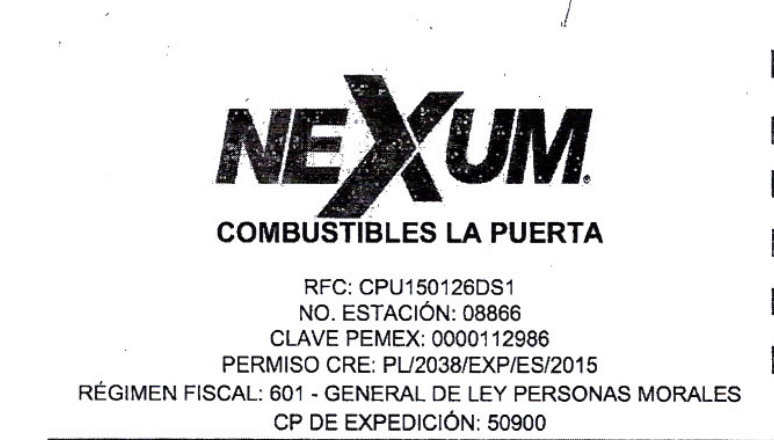 NEXUM
COMBUSTIBLES LA PUERTA
RFC: CPU150126DS1
NO. ESTACIÓN: 08866
CLAVE PEMEX: 0000112986
PERMISO CRE: PL/2038/EXP/ES/2015
RÉGIMEN FISCAL: 601 - GENERAL DE LEY PERSONAS MORALES
CP DE EXPEDICIÓN: 50900